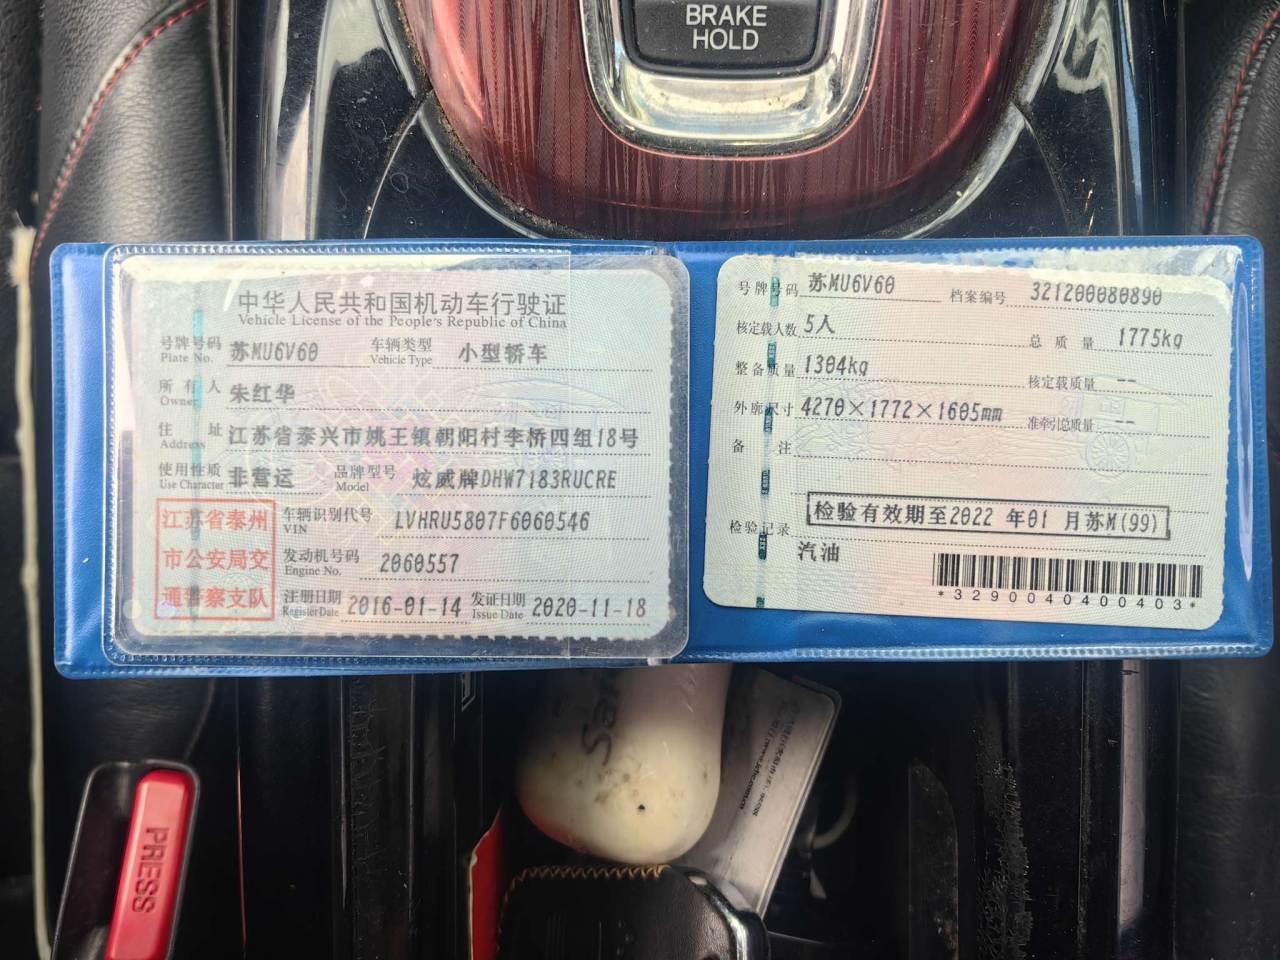 BRAKE
HOLD
中华人民共和国机动车行驶证
Vehicle License of the People's Republic of China
号牌号码 苏MU6V60 车辆类型 小型轿车
Plate No. Vehicle Type
所有人 朱红华
Owner
住址 江苏省泰兴市姚王镇朝阳村李桥四组18号
Address
使用性质 非营运 品牌型号 炫威牌DHW7183RUCRE
Use Character Model
江苏省泰州
市公安局交
通警察支队
车辆识别代号 LVHRU5807F6060546
VIN
发动机号码 2060557
Engine No.
注册日期 2016-01-14 发证日期 2020-11-18
Register Date Issue Date
号牌号码 苏MU6V60 档案编号 321200080890
核定载人数 5人 总质量 1775kg
整备质量 1304kg 核定载质量 --
外廓尺寸 4270×1772×1605mm 准牵引总质量 --
备注
检验记录 检验有效期至2022 年01 月苏M(99)
汽油
*3290040400403*
PRESS